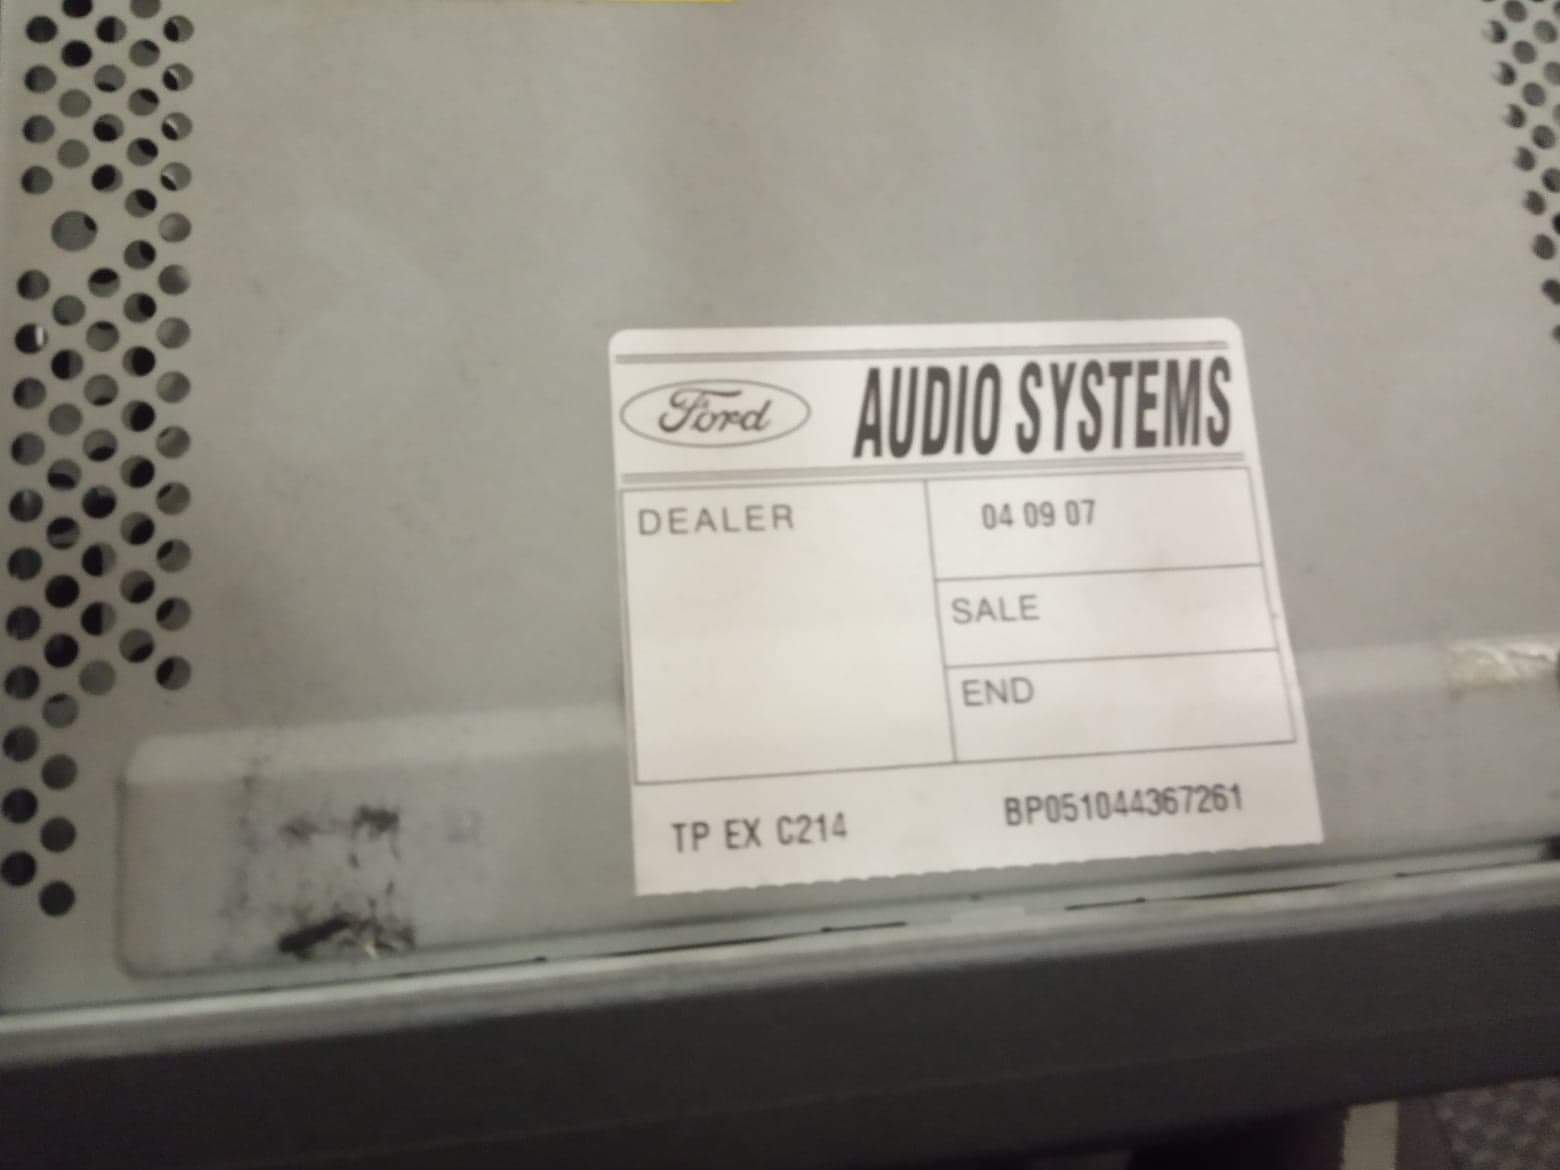 Ford AUDIO SYSTEMS
DEALER
04 09 07
SALE
END
TP EX C214
BP051044367261